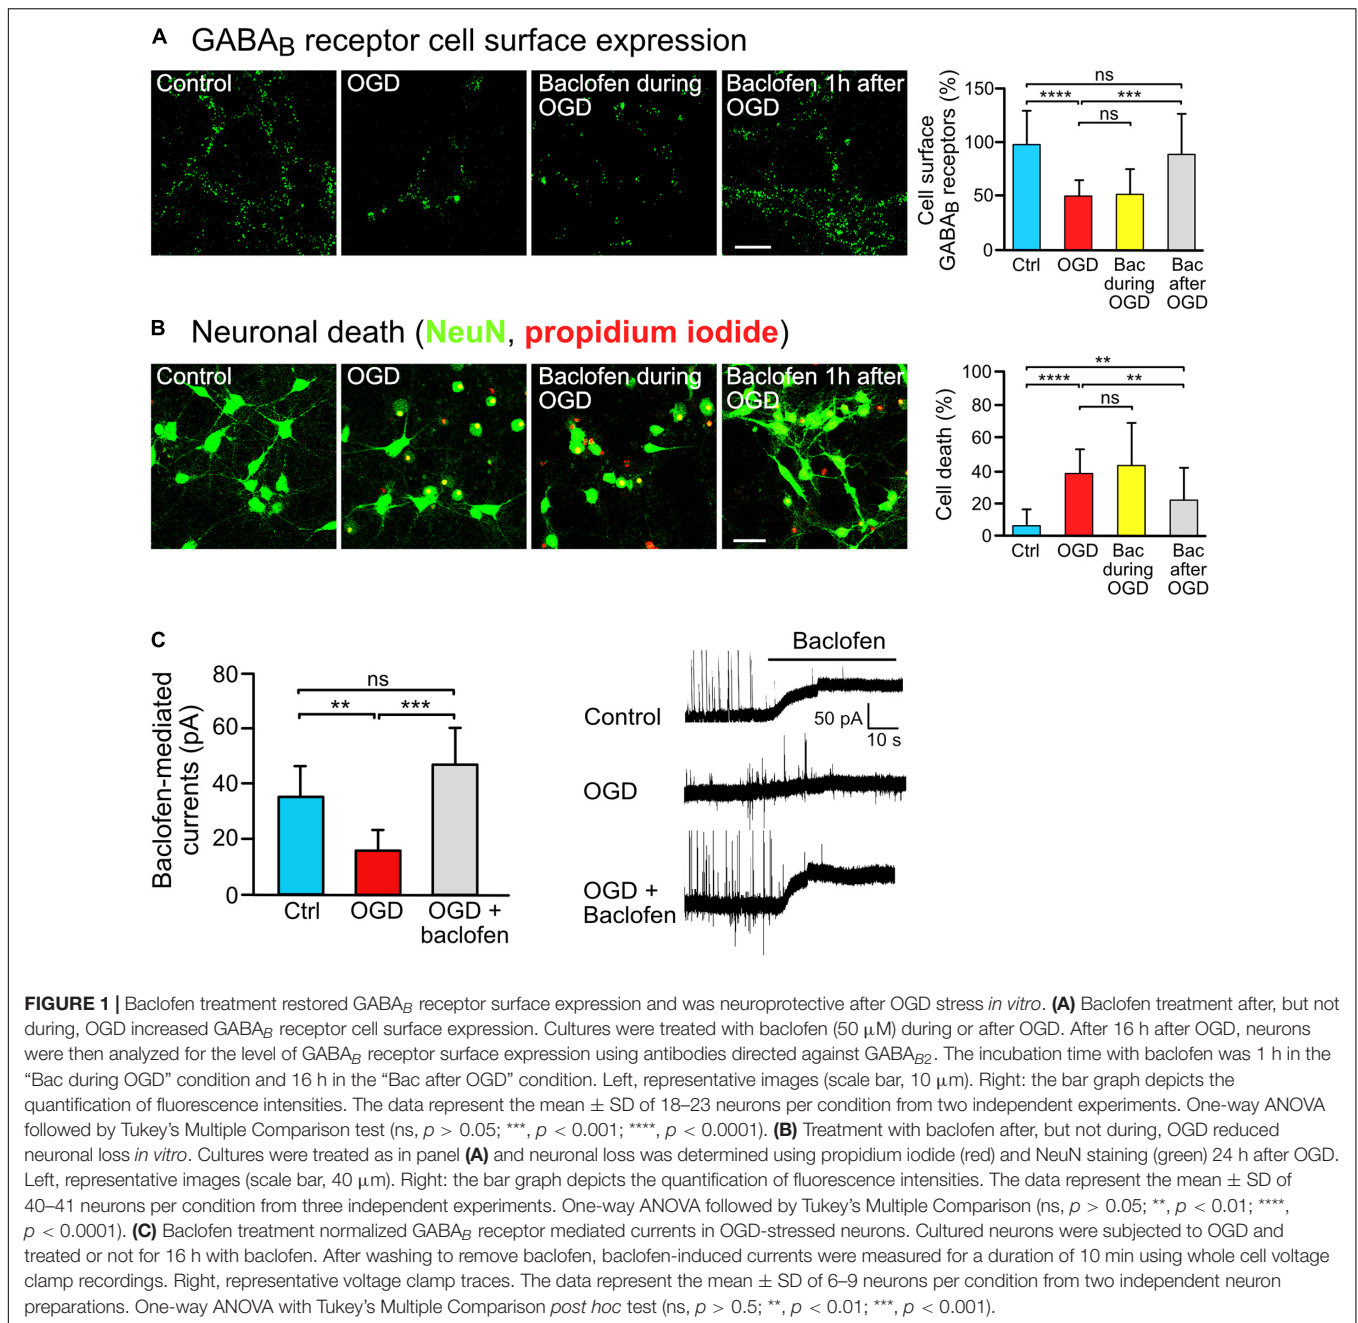 A GABAB receptor cell surface expression
Control
OGD
Baclofen during
OGD
Baclofen 1h after
OGD
Cell surface
GABAB receptors (%)
150
100
50
0
ns
**** ***
ns
Ctrl
OGD
Bac
during
OGD
Bac
after
OGD
B Neuronal death (NeuN, propidium iodide)
Control
OGD
Baclofen during
OGD
Baclofen 1h after
OGD
Cell death (%)
100
80
60
40
20
0
**
**** **
ns
Ctrl
OGD
Bac
during
OGD
Bac
after
OGD
C
Baclofen-mediated
currents (pA)
80
60
40
20
0
ns
** ***
Ctrl
OGD
OGD +
baclofen
Baclofen
Control
50 pA
10 s
OGD
OGD +
Baclofen
FIGURE 1 | Baclofen treatment restored GABAB receptor surface expression and was neuroprotective after OGD stress in vitro. (A) Baclofen treatment after, but not
during, OGD increased GABAB receptor cell surface expression. Cultures were treated with baclofen (50 μM) during or after OGD. After 16 h after OGD, neurons
were then analyzed for the level of GABAB receptor surface expression using antibodies directed against GABAB2. The incubation time with baclofen was 1 h in the
“Bac during OGD” condition and 16 h in the “Bac after OGD” condition. Left, representative images (scale bar, 10 μm). Right: the bar graph depicts the
quantification of fluorescence intensities. The data represent the mean ± SD of 18–23 neurons per condition from two independent experiments. One-way ANOVA
followed by Tukey’s Multiple Comparison test (ns, p > 0.05; ***, p < 0.001; ****, p < 0.0001). (B) Treatment with baclofen after, but not during, OGD reduced
neuronal loss in vitro. Cultures were treated as in panel (A) and neuronal loss was determined using propidium iodide (red) and NeuN staining (green) 24 h after OGD.
Left, representative images (scale bar, 40 μm). Right: the bar graph depicts the quantification of fluorescence intensities. The data represent the mean ± SD of
40–41 neurons per condition from three independent experiments. One-way ANOVA followed by Tukey’s Multiple Comparison (ns, p > 0.05; **, p < 0.01; ****,
p < 0.0001). (C) Baclofen treatment normalized GABAB receptor mediated currents in OGD-stressed neurons. Cultured neurons were subjected to OGD and
treated or not for 16 h with baclofen. After washing to remove baclofen, baclofen-induced currents were measured for a duration of 10 min using whole cell voltage
clamp recordings. Right, representative voltage clamp traces. The data represent the mean ± SD of 6–9 neurons per condition from two independent neuron
preparations. One-way ANOVA with Tukey’s Multiple Comparison post hoc test (ns, p > 0.5; **, p < 0.01; ***, p < 0.001).